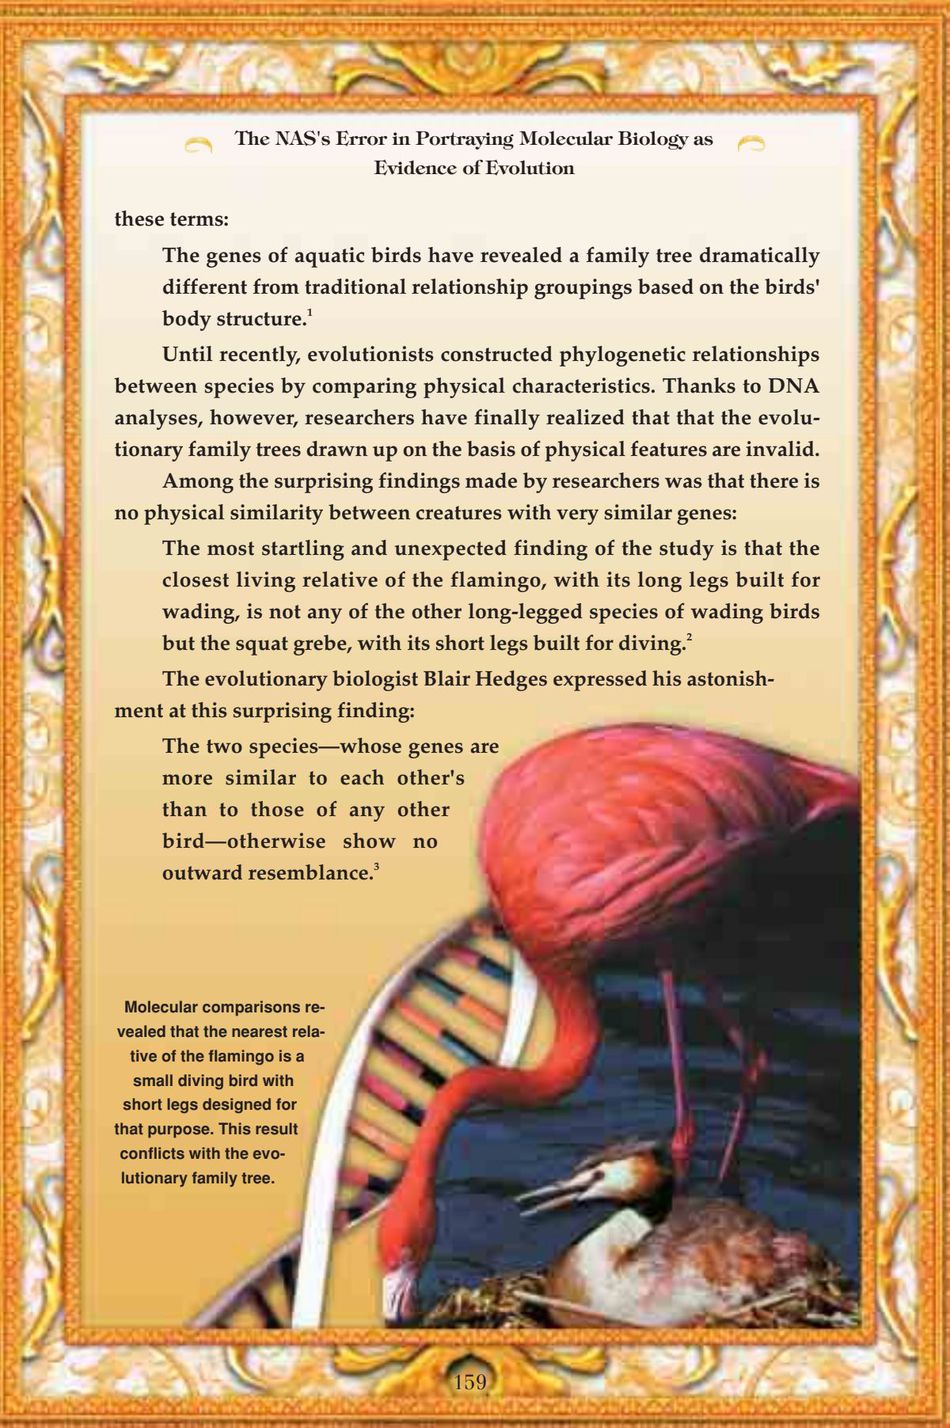 The NAS's Error in Portraying Molecular Biology as
Evidence of Evolution
these terms:
The genes of aquatic birds have revealed a family tree dramatically
different from traditional relationship groupings based on the birds'
body structure.1
Until recently, evolutionists constructed phylogenetic relationships
between species by comparing physical characteristics. Thanks to DNA
analyses, however, researchers have finally realized that that the evolu-
tionary family trees drawn up on the basis of physical features are invalid.
Among the surprising findings made by researchers was that there is
no physical similarity between creatures with very similar genes:
The most startling and unexpected finding of the study is that the
closest living relative of the flamingo, with its long legs built for
wading, is not any of the other long-legged species of wading birds
but the squat grebe, with its short legs built for diving.2
The evolutionary biologist Blair Hedges expressed his astonish-
ment at this surprising finding:
The two species—whose genes are
more similar to each other's
than to those of any other
bird—otherwise show no
outward resemblance.3
Molecular comparisons re-
vealed that the nearest rela-
tive of the flamingo is a
small diving bird with
short legs designed for
that purpose. This result
conflicts with the evo-
lutionary family tree.
159